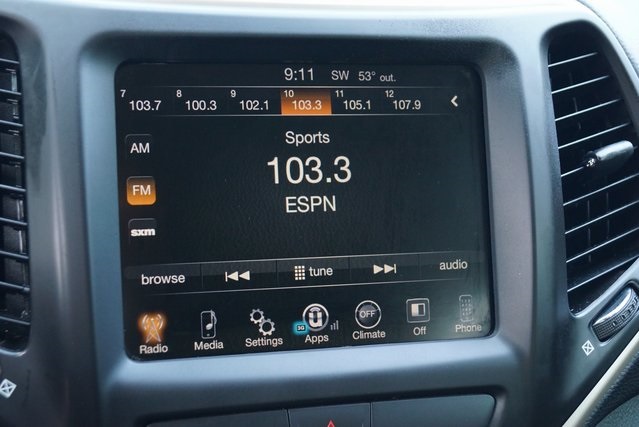 9:11 SW 53° out.
7 103.7 8 100.3 9 102.1 10 103.3 11 105.1 12 107.9
AM
Sports
FM
103.3
ESPN
sxm
browse tune audio
Radio Media Settings 3G Apps OFF Climate Off Phone